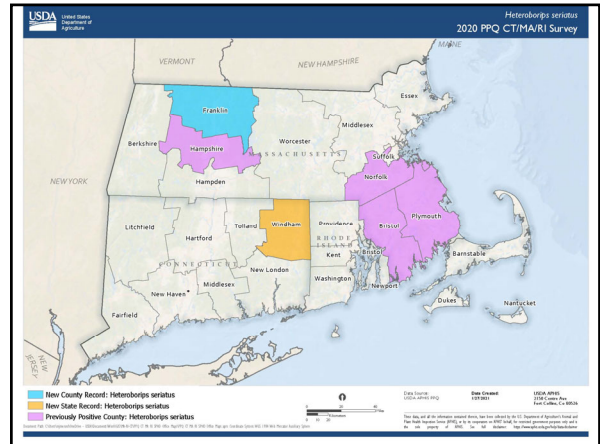 USDA
United States
Department of
Agriculture
Heteroborips seriatus
2020 PPQ CT/MA/RI Survey
MAINE
VERMONT
NEW HAMPSHIRE
Essex
Franklin
Middlesex
Worcester
Berkshire
Hampshire
MASSACHUSETTS
Suffolk
Norfolk
Hampden
NEW YORK
Plymouth
Bristol
Litchfield
Hartford
Tolland
Windham
Providence
RHODE
ISLAND
Kent
Bristol
Barnstable
CONNECTICUT
New London
Washington
Newport
Middlesex
New Haven
Dukes
Nantucket
Fairfield
NEW
JERSEY
New County Record: Heteroborips seriatus
New State Record: Heteroborips seriatus
Previously Positive County: Heteroborips seriatus
Data Source:
USDA APHIS PPQ
Date Created:
USDA APHIS
2150 Centre Ave
Fort Collins, CO 80526